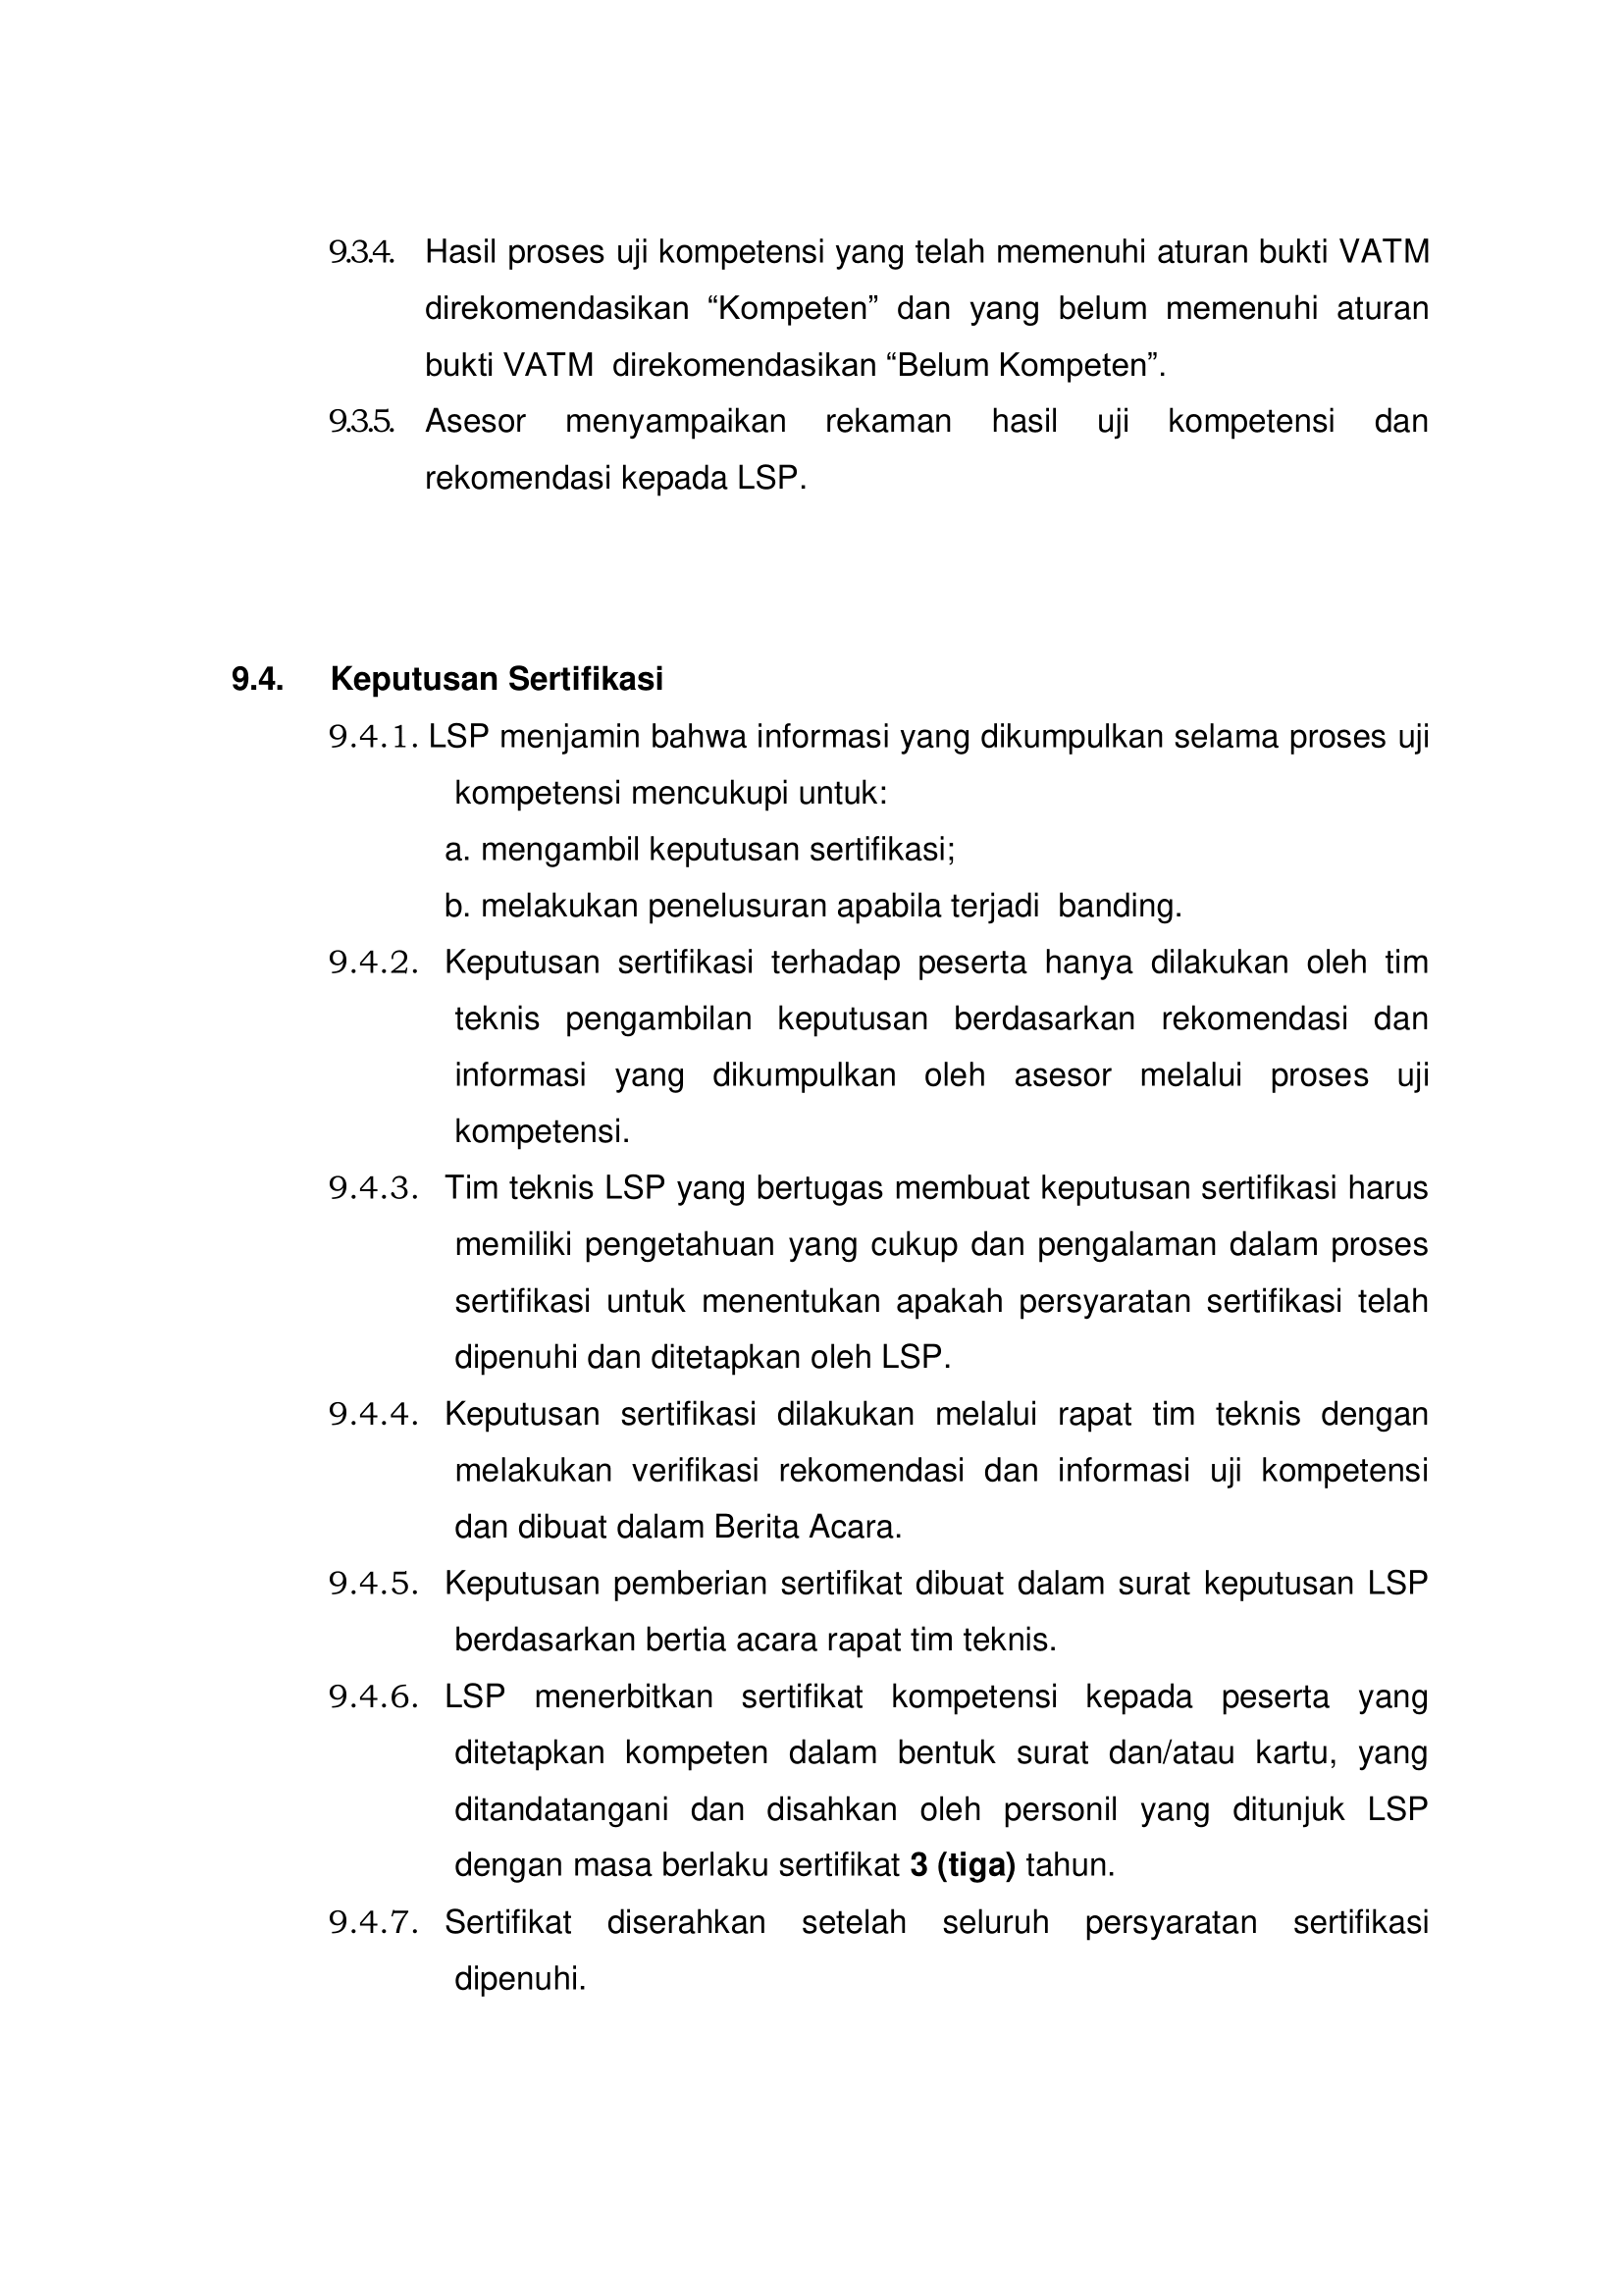 9.3.4. Hasil proses uji kompetensi yang telah memenuhi aturan bukti VATM
direkomendasikan “Kompeten” dan yang belum memenuhi aturan
bukti VATM  direkomendasikan “Belum Kompeten”.
9.3.5. Asesor menyampaikan rekaman hasil uji kompetensi dan
rekomendasi kepada LSP.
9.4. Keputusan Sertifikasi
9.4.1. LSP menjamin bahwa informasi yang dikumpulkan selama proses uji
kompetensi mencukupi untuk:
a. mengambil keputusan sertifikasi;
b. melakukan penelusuran apabila terjadi  banding.
9.4.2. Keputusan sertifikasi terhadap peserta hanya dilakukan oleh tim
teknis pengambilan keputusan berdasarkan rekomendasi dan
informasi yang dikumpulkan oleh asesor melalui proses uji
kompetensi.
9.4.3. Tim teknis LSP yang bertugas membuat keputusan sertifikasi harus
memiliki pengetahuan yang cukup dan pengalaman dalam proses
sertifikasi untuk menentukan apakah persyaratan sertifikasi telah
dipenuhi dan ditetapkan oleh LSP.
9.4.4. Keputusan sertifikasi dilakukan melalui rapat tim teknis dengan
melakukan verifikasi rekomendasi dan informasi uji kompetensi
dan dibuat dalam Berita Acara.
9.4.5. Keputusan pemberian sertifikat dibuat dalam surat keputusan LSP
berdasarkan bertia acara rapat tim teknis.
9.4.6. LSP menerbitkan sertifikat kompetensi kepada peserta yang
ditetapkan kompeten dalam bentuk surat dan/atau kartu, yang
ditandatangani dan disahkan oleh personil yang ditunjuk LSP
dengan masa berlaku sertifikat 3 (tiga) tahun.
9.4.7. Sertifikat diserahkan setelah seluruh persyaratan sertifikasi
dipenuhi.